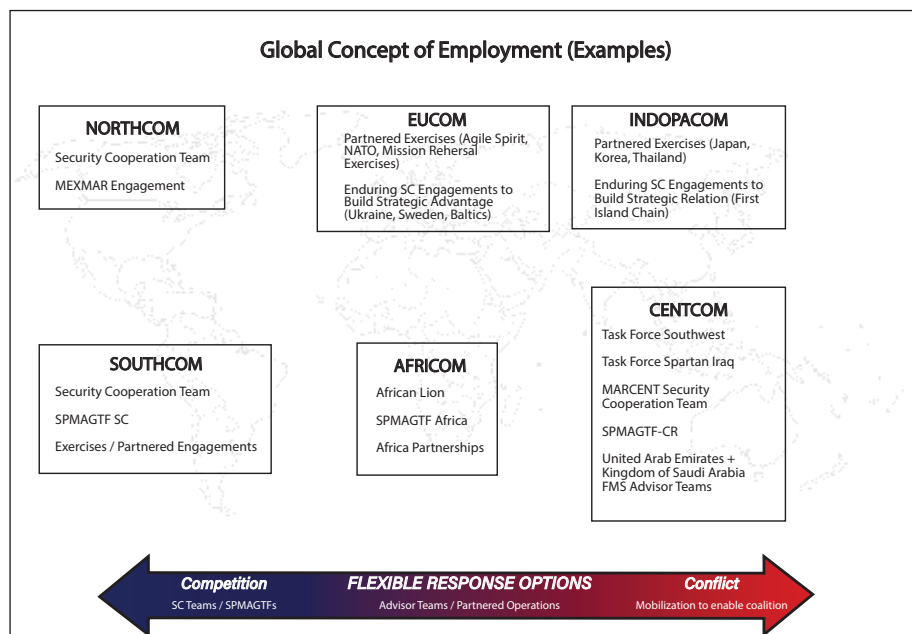 Global Concept of Employment (Examples)
NORTHCOM
Security Cooperation Team
MEXMAR Engagement
EUCOM
Partnered Exercises (Agile Spirit,
NATO, Mission Rehersal
Exercises)
Enduring SC Engagements to
Build Strategic Advantage
(Ukraine, Sweden, Baltics)
INDOPACOM
Partnered Exercises (Japan,
Korea, Thailand)
Enduring SC Engagements to
Build Strategic Relation (First
Island Chain)
SOUTHCOM
Security Cooperation Team
SPMAGTF SC
Exercises / Partnered Engagements
AFRICOM
African Lion
SPMAGTF Africa
Africa Partnerships
CENTCOM
Task Force Southwest
Task Force Spartan Iraq
MARCENT Security
Cooperation Team
SPMAGTF-CR
United Arab Emirates +
Kingdom of Saudi Arabia
FMS Advisor Teams
Competition
SC Teams / SPMAGTFs
FLEXIBLE RESPONSE OPTIONS
Advisor Teams / Partnered Operations
Conflict
Mobilization to enable coalition